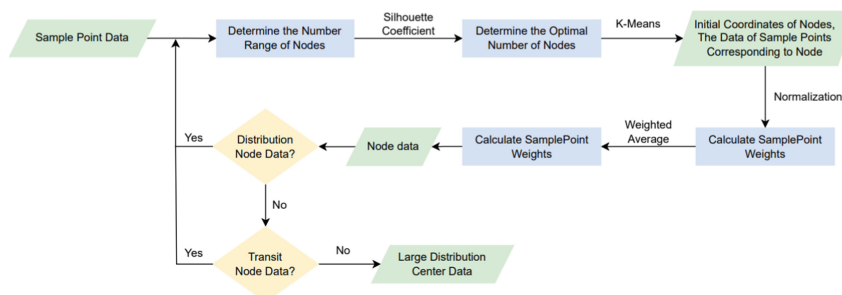 Sample Point Data
Determine the Number
Range of Nodes
Silhouette
Coefficient
Determine the Optimal
Number of Nodes
K-Means
Initial Coordinates of Nodes,
The Data of Sample Points
Corresponding to Node
Normalization
Calculate SamplePoint
Weights
Weighted
Average
Calculate SamplePoint
Weights
Node data
Distribution
Node Data?
Yes
No
Transit
Node Data?
Yes
No
Large Distribution
Center Data